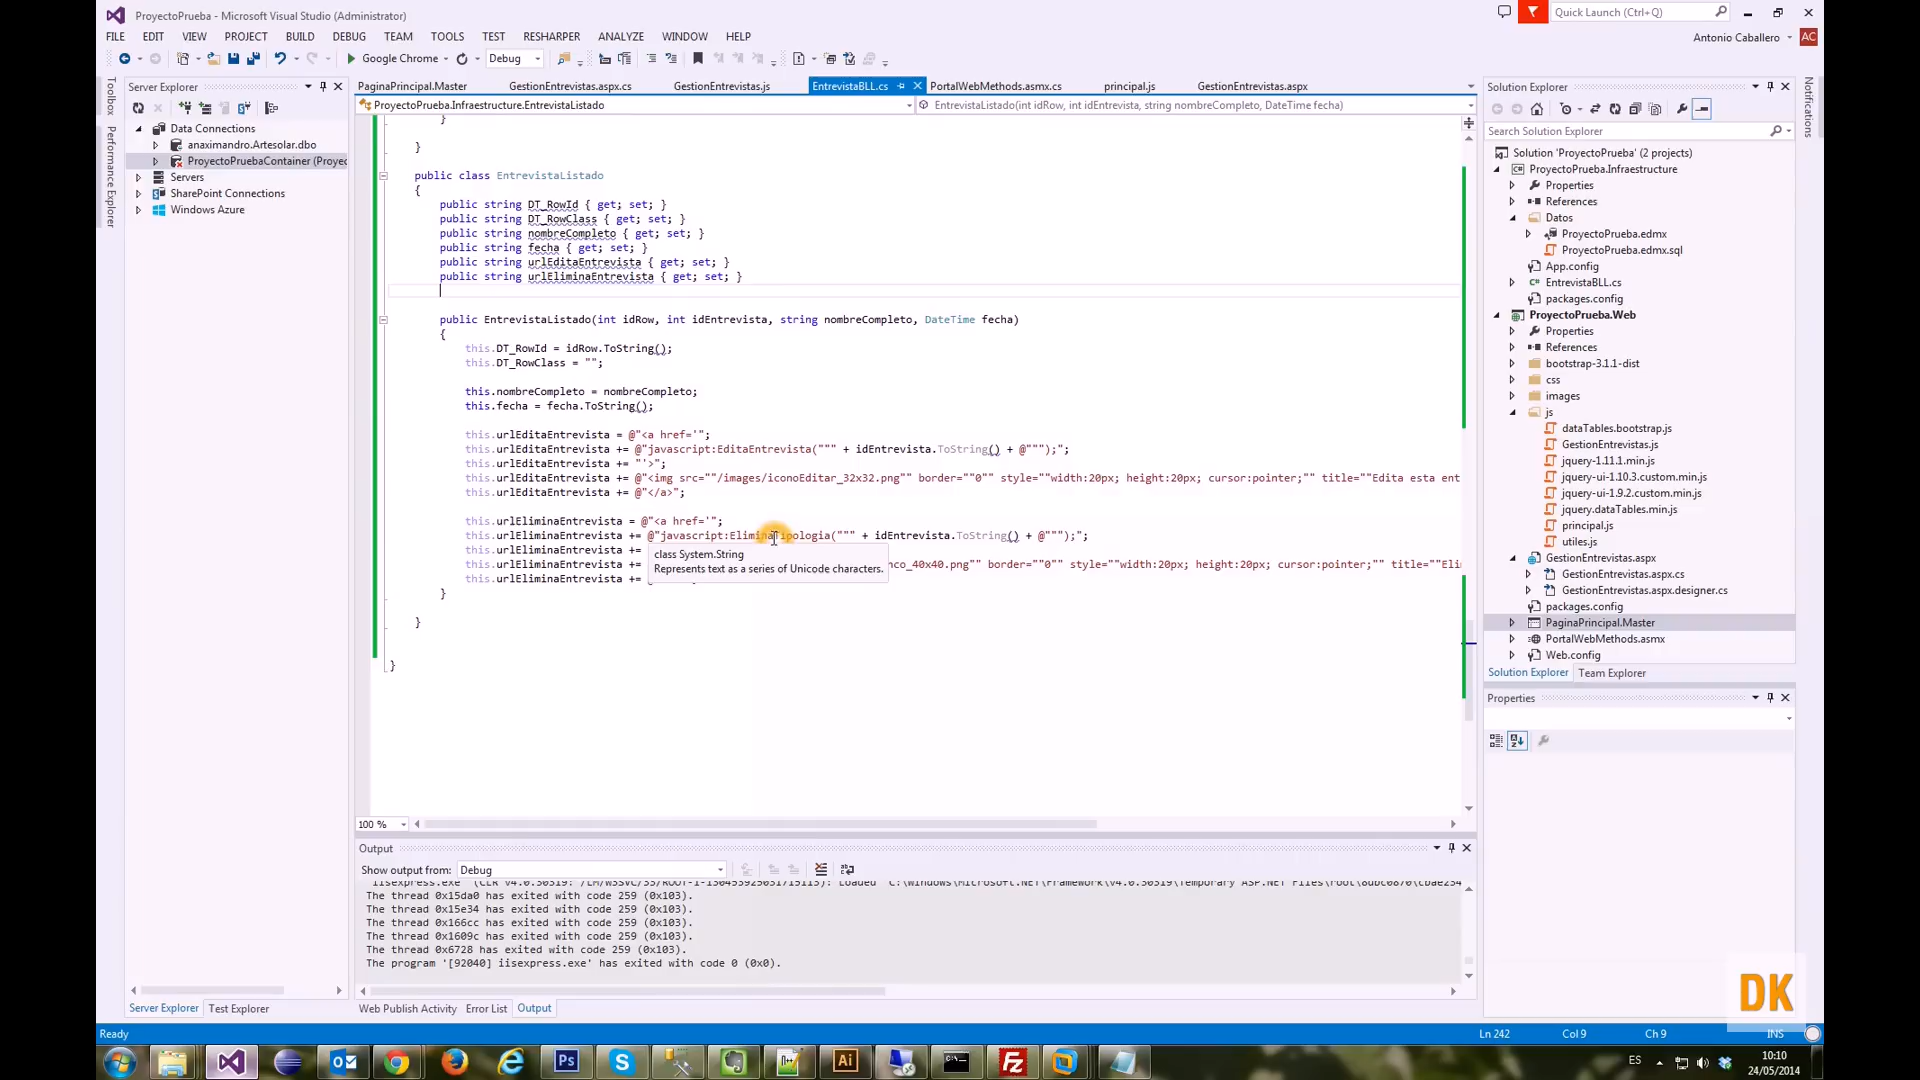 ProyectoPrueba - Microsoft Visual Studio (Administrator)
Quick Launch (Ctrl+Q)
FILE EDIT VIEW PROJECT BUILD DEBUG TEAM TOOLS TEST RESHARPER ANALYZE WINDOW HELP
Antonio Caballero AC
Google Chrome Debug
Toolbox
Performance Explorer
Server Explorer
Data Connections
anaximandro.Artesolar.dbo
ProyectoPruebaContainer (Proyec
Servers
SharePoint Connections
Windows Azure
Server Explorer Test Explorer
PaginaPrincipal.Master GestionEntrevistas.aspx.cs GestionEntrevistas.js EntrevistaBLL.cs PortalWebMethods.asmx.cs principal.js GestionEntrevistas.aspx
ProyectoPrueba.Infraestructure.EntrevistaListado EntrevistaListado(int idRow, int idEntrevista, string nombreCompleto, DateTime fecha)
}
}
public class EntrevistaListado
{
public string DT_RowId { get; set; }
public string DT_RowClass { get; set; }
public string nombreCompleto { get; set; }
public string fecha { get; set; }
public string urlEditaEntrevista { get; set; }
public string urlEliminaEntrevista { get; set; }
public EntrevistaListado(int idRow, int idEntrevista, string nombreCompleto, DateTime fecha)
{
this.DT_RowId = idRow.ToString();
this.DT_RowClass = "";
this.nombreCompleto = nombreCompleto;
this.fecha = fecha.ToString();
this.urlEditaEntrevista = @"<a href='";
this.urlEditaEntrevista += @"javascript:EditaEntrevista(""" + idEntrevista.ToString() + @""");";
this.urlEditaEntrevista += "'>";
this.urlEditaEntrevista += @"<img src=""/images/iconoEditar_32x32.png"" border=""0"" style=""width:20px; height:20px; cursor:pointer;"" title=""Edita esta ent
this.urlEditaEntrevista += @"</a>";
this.urlEliminaEntrevista = @"<a href='";
this.urlEliminaEntrevista += @"javascript:EliminaTipologia(""" + idEntrevista.ToString() + @""");";
this.urlEliminaEntrevista +=
class System.String
this.urlEliminaEntrevista += nco_40x40.png"" border=""0"" style=""width:20px; height:20px; cursor:pointer;"" title=""Eli
Represents text as a series of Unicode characters.
this.urlEliminaEntrevista +=
}
}
}
100 %
Output
Show output from: Debug
The thread 0x15da0 has exited with code 259 (0x103).
The thread 0x15e34 has exited with code 259 (0x103).
The thread 0x166cc has exited with code 259 (0x103).
The thread 0x1609c has exited with code 259 (0x103).
The thread 0x6728 has exited with code 259 (0x103).
The program '[92040] iisexpress.exe' has exited with code 0 (0x0).
Web Publish Activity Error List Output
Solution Explorer
Search Solution Explorer
Solution 'ProyectoPrueba' (2 projects)
ProyectoPrueba.Infraestructure
Properties
References
Datos
ProyectoPrueba.edmx
ProyectoPrueba.edmx.sql
App.config
EntrevistaBLL.cs
packages.config
ProyectoPrueba.Web
Properties
References
bootstrap-3.1.1-dist
css
images
js
dataTables.bootstrap.js
GestionEntrevistas.js
jquery-1.11.1.min.js
jquery-ui-1.10.3.custom.min.js
jquery-ui-1.9.2.custom.min.js
jquery.dataTables.min.js
principal.js
utiles.js
GestionEntrevistas.aspx
GestionEntrevistas.aspx.cs
GestionEntrevistas.aspx.designer.cs
packages.config
PaginaPrincipal.Master
PortalWebMethods.asmx
Web.config
Solution Explorer Team Explorer
Properties
Notifications
DK
Ready Ln 242 Col 9 Ch 9 INS
ES 10:10
24/05/2014